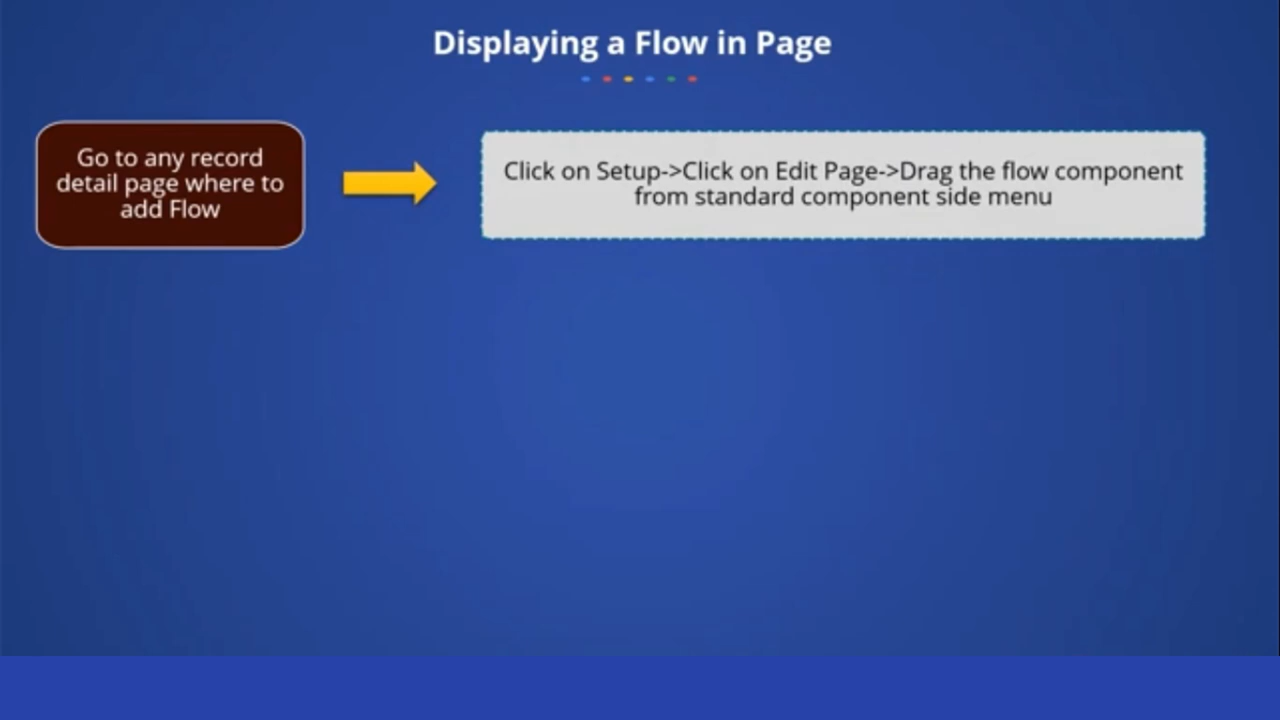 Displaying a Flow in Page
Go to any record
detail page where to
add Flow
Click on Setup->Click on Edit Page->Drag the flow component
from standard component side menu